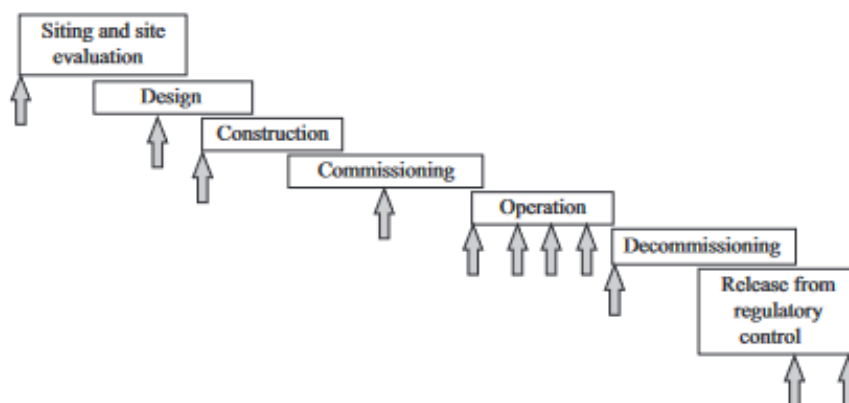 Siting and site
evaluation
Design
Construction
Commissioning
Operation
Decommissioning
Release from
regulatory
control